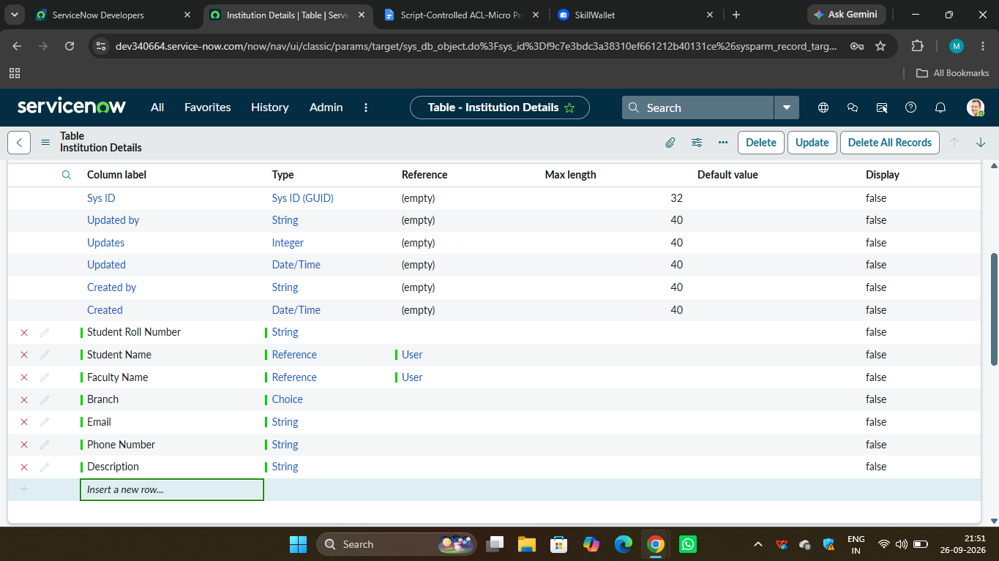 ServiceNow Developers
Institution Details | Table | Servi
Script-Controlled ACL-Micro Pr
SkillWallet
Ask Gemini
dev340664.service-now.com/now/nav/ui/classic/params/target/sys_db_object.do%3Fsys_id%3Df9c7e3bdc3a38310ef661212b40131ce%26sysparm_record_targ...
M
All Bookmarks
servicenow
All Favorites History Admin
Table - Institution Details
Search
Table
Institution Details
Delete Update Delete All Records
Column label Type Reference Max length Default value Display
Sys ID Sys ID (GUID) (empty) 32 false
Updated by String (empty) 40 false
Updates Integer (empty) 40 false
Updated Date/Time (empty) 40 false
Created by String (empty) 40 false
Created Date/Time (empty) 40 false
Student Roll Number String false
Student Name Reference User false
Faculty Name Reference User false
Branch Choice false
Email String false
Phone Number String false
Description String false
Insert a new row...
Search
ENG
IN
21:51
26-09-2026